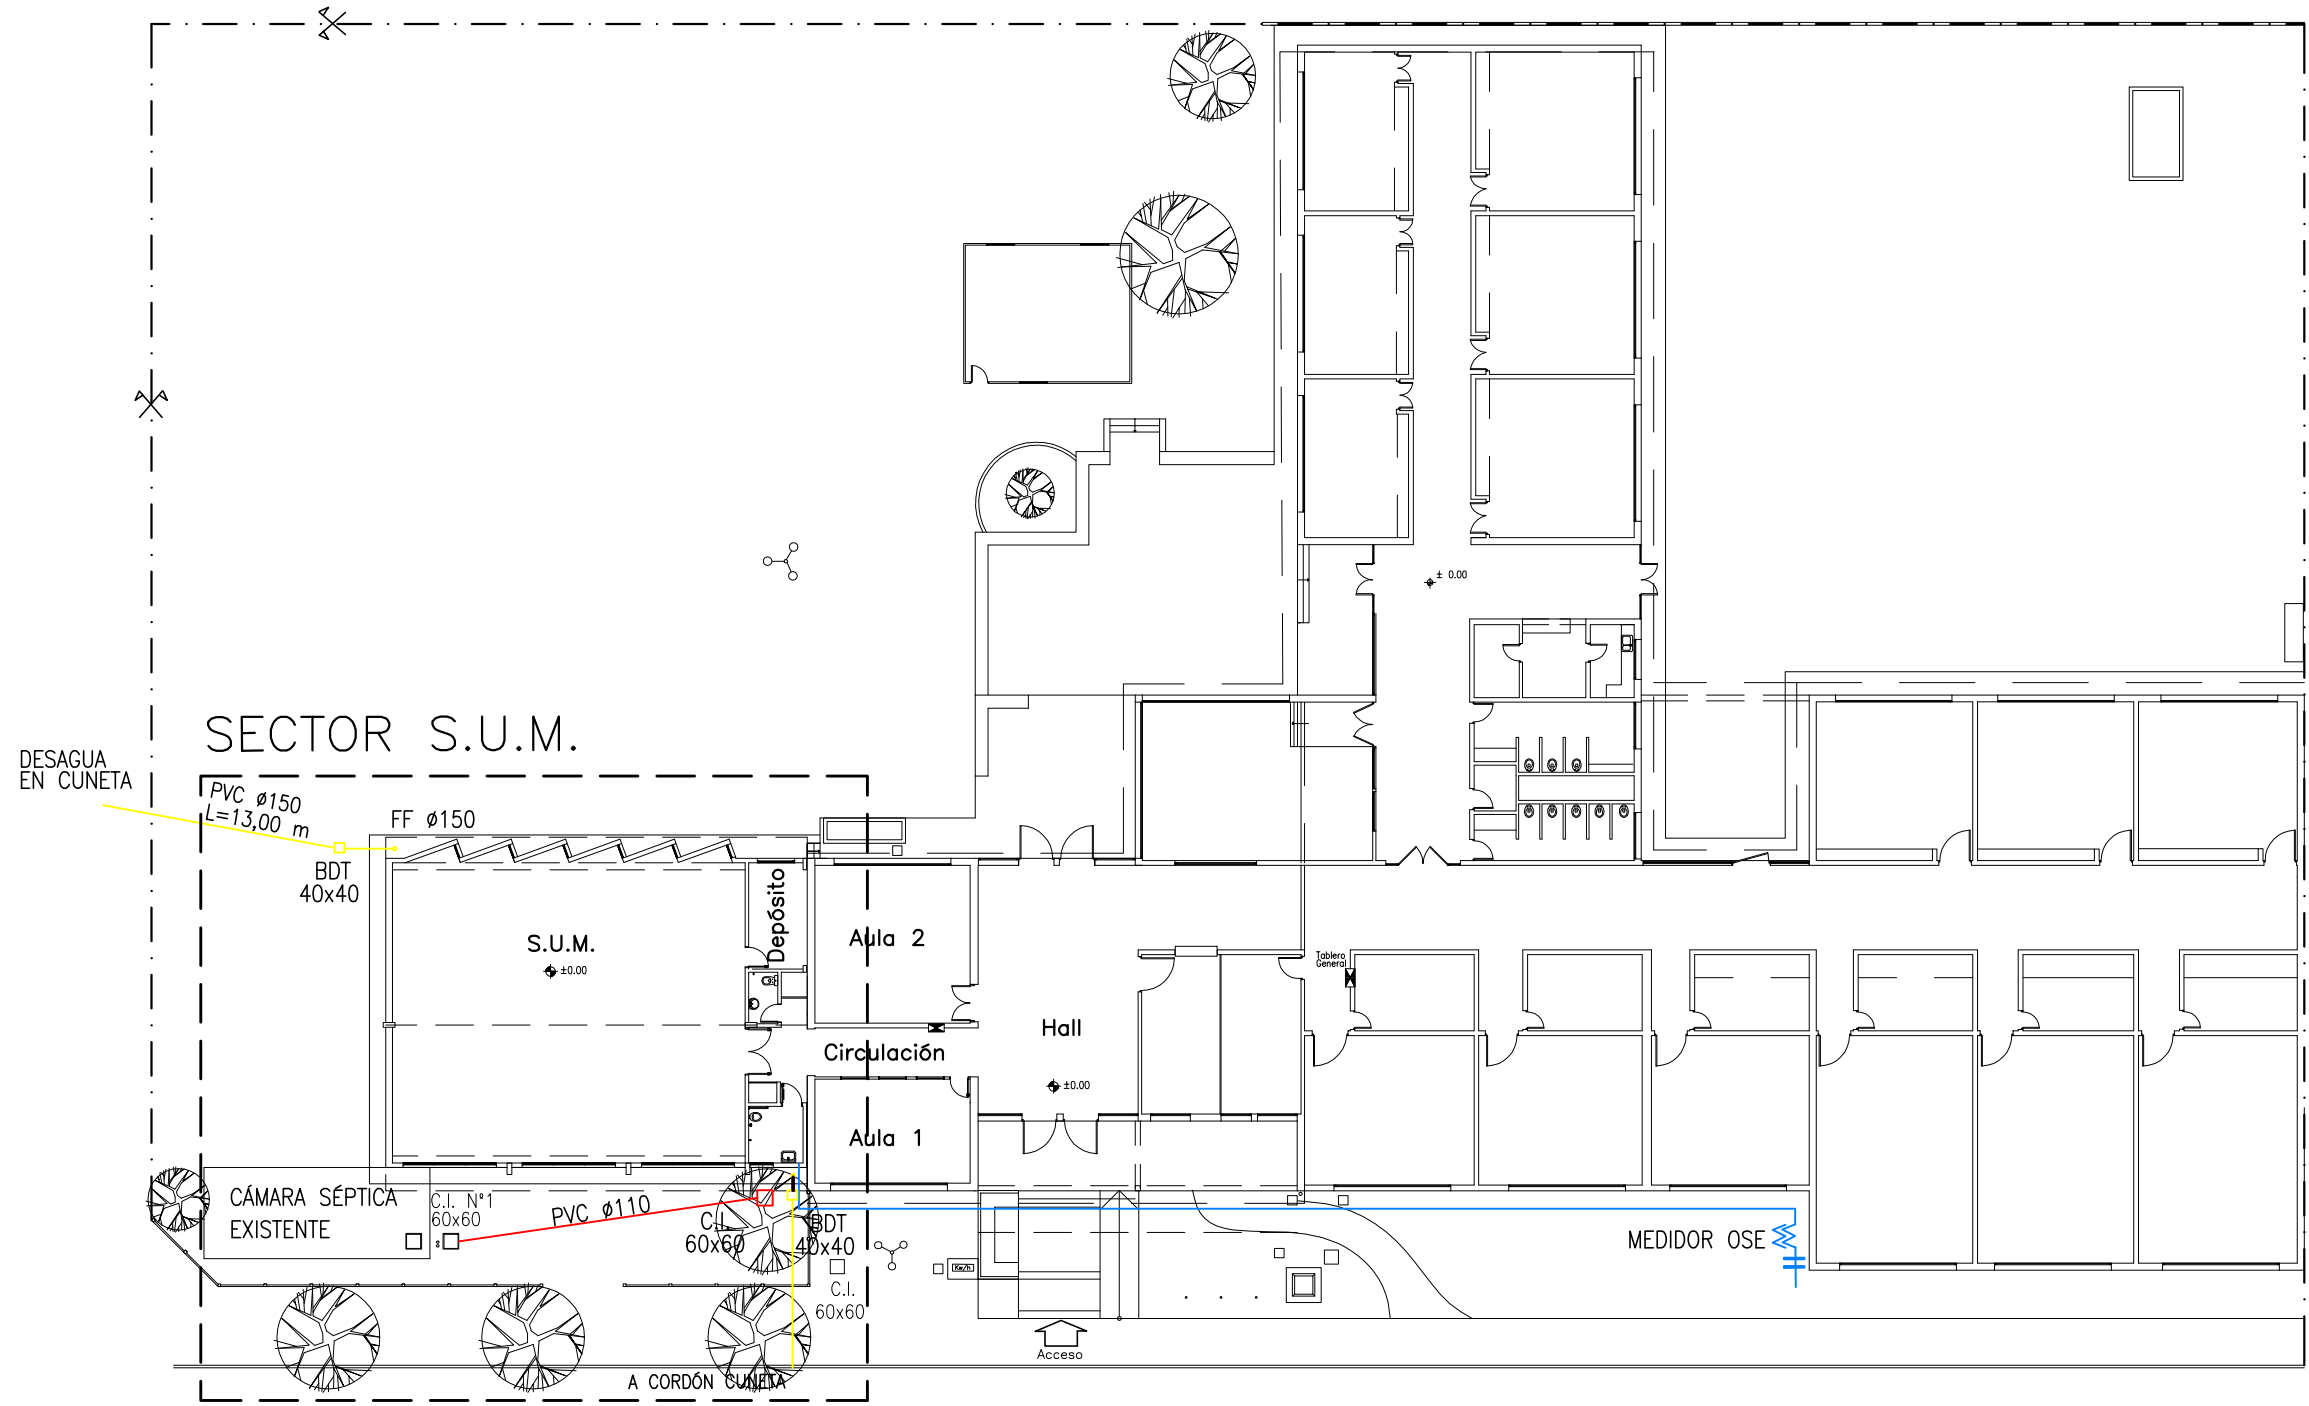 ± 0.00
SECTOR S.U.M.
DESAGUA
EN CUNETA
PVC ø150
L=13,00 m
FF ø150
BDT
40x40
Depósito
S.U.M.
±0.00
Aula 2
Tablero
General
Hall
Circulación
±0.00
Aula 1
CÁMARA SÉPTICA
EXISTENTE
C.I. Nº1
60x60
PVC ø110
C.I.
60x60
BDT
40x40
MEDIDOR OSE
Kw/h
C.I.
60x60
Acceso
A CORDÓN CUNETA